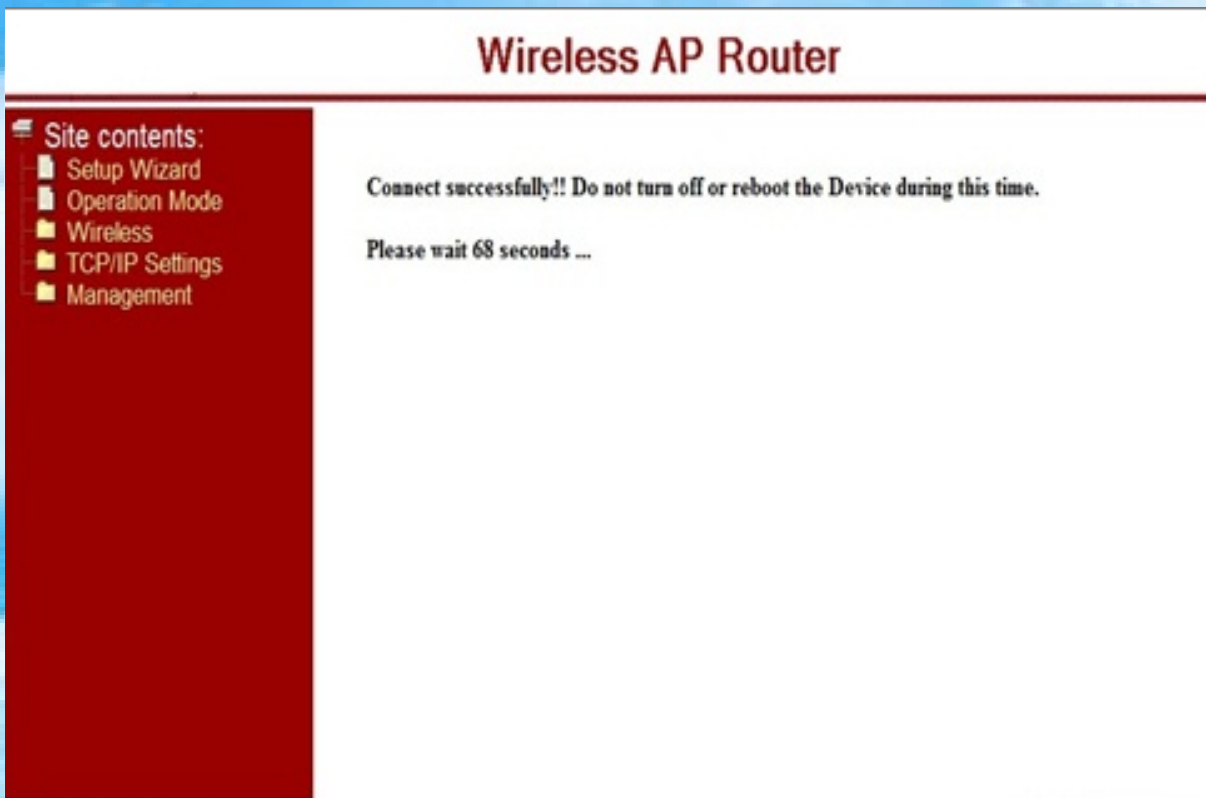 Wireless AP Router
Site contents:
Setup Wizard
Operation Mode
Wireless
TCP/IP Settings
Management
Connect successfully!! Do not turn off or reboot the Device during this time.
Please wait 68 seconds ...